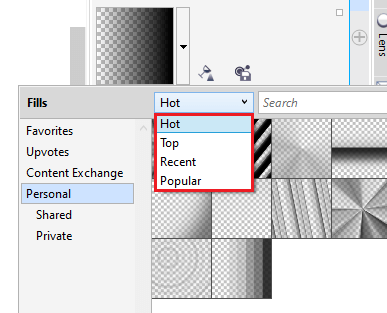 Lens
Fills
Hot
Search
Favorites
Upvotes
Content Exchange
Personal
Shared
Private
Hot
Top
Recent
Popular